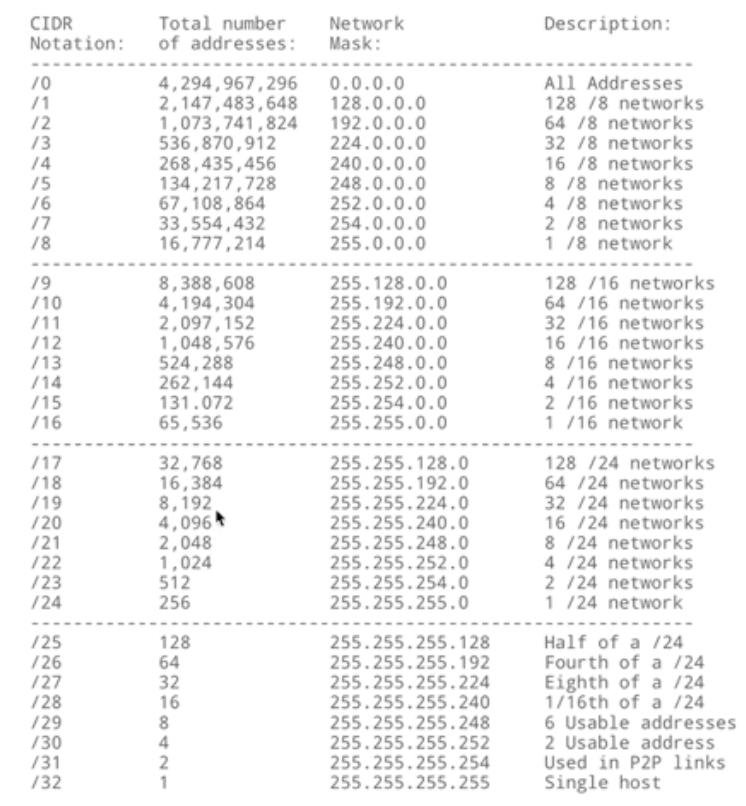 CIDR Total number Network Description:
Notation: of addresses: Mask:
--------------------------------------------------------------
/0 4,294,967,296 0.0.0.0 All Addresses
/1 2,147,483,648 128.0.0.0 128 /8 networks
/2 1,073,741,824 192.0.0.0 64 /8 networks
/3 536,870,912 224.0.0.0 32 /8 networks
/4 268,435,456 240.0.0.0 16 /8 networks
/5 134,217,728 248.0.0.0 8 /8 networks
/6 67,108,864 252.0.0.0 4 /8 networks
/7 33,554,432 254.0.0.0 2 /8 networks
/8 16,777,214 255.0.0.0 1 /8 network
--------------------------------------------------------------
/9 8,388,608 255.128.0.0 128 /16 networks
/10 4,194,304 255.192.0.0 64 /16 networks
/11 2,097,152 255.224.0.0 32 /16 networks
/12 1,048,576 255.240.0.0 16 /16 networks
/13 524,288 255.248.0.0 8 /16 networks
/14 262,144 255.252.0.0 4 /16 networks
/15 131.072 255.254.0.0 2 /16 networks
/16 65,536 255.255.0.0 1 /16 network
--------------------------------------------------------------
/17 32,768 255.255.128.0 128 /24 networks
/18 16,384 255.255.192.0 64 /24 networks
/19 8,192 255.255.224.0 32 /24 networks
/20 4,096 255.255.240.0 16 /24 networks
/21 2,048 255.255.248.0 8 /24 networks
/22 1,024 255.255.252.0 4 /24 networks
/23 512 255.255.254.0 2 /24 networks
/24 256 255.255.255.0 1 /24 network
--------------------------------------------------------------
/25 128 255.255.255.128 Half of a /24
/26 64 255.255.255.192 Fourth of a /24
/27 32 255.255.255.224 Eighth of a /24
/28 16 255.255.255.240 1/16th of a /24
/29 8 255.255.255.248 6 Usable addresses
/30 4 255.255.255.252 2 Usable address
/31 2 255.255.255.254 Used in P2P links
/32 1 255.255.255.255 Single host